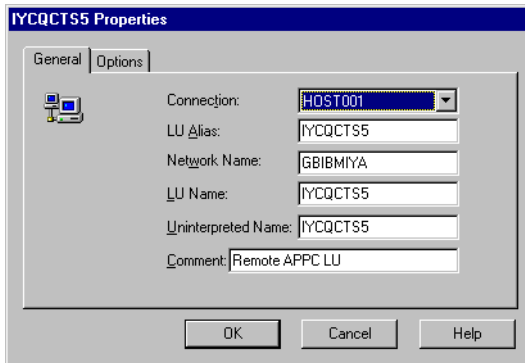 IYCQCTS5 Properties
General Options
Connection: HOST001
LU Alias: IYCQCTS5
Network Name: GBIBMIYA
LU Name: IYCQCTS5
Uninterpreted Name: IYCQCTS5
Comment: Remote APPC LU
OK Cancel Help